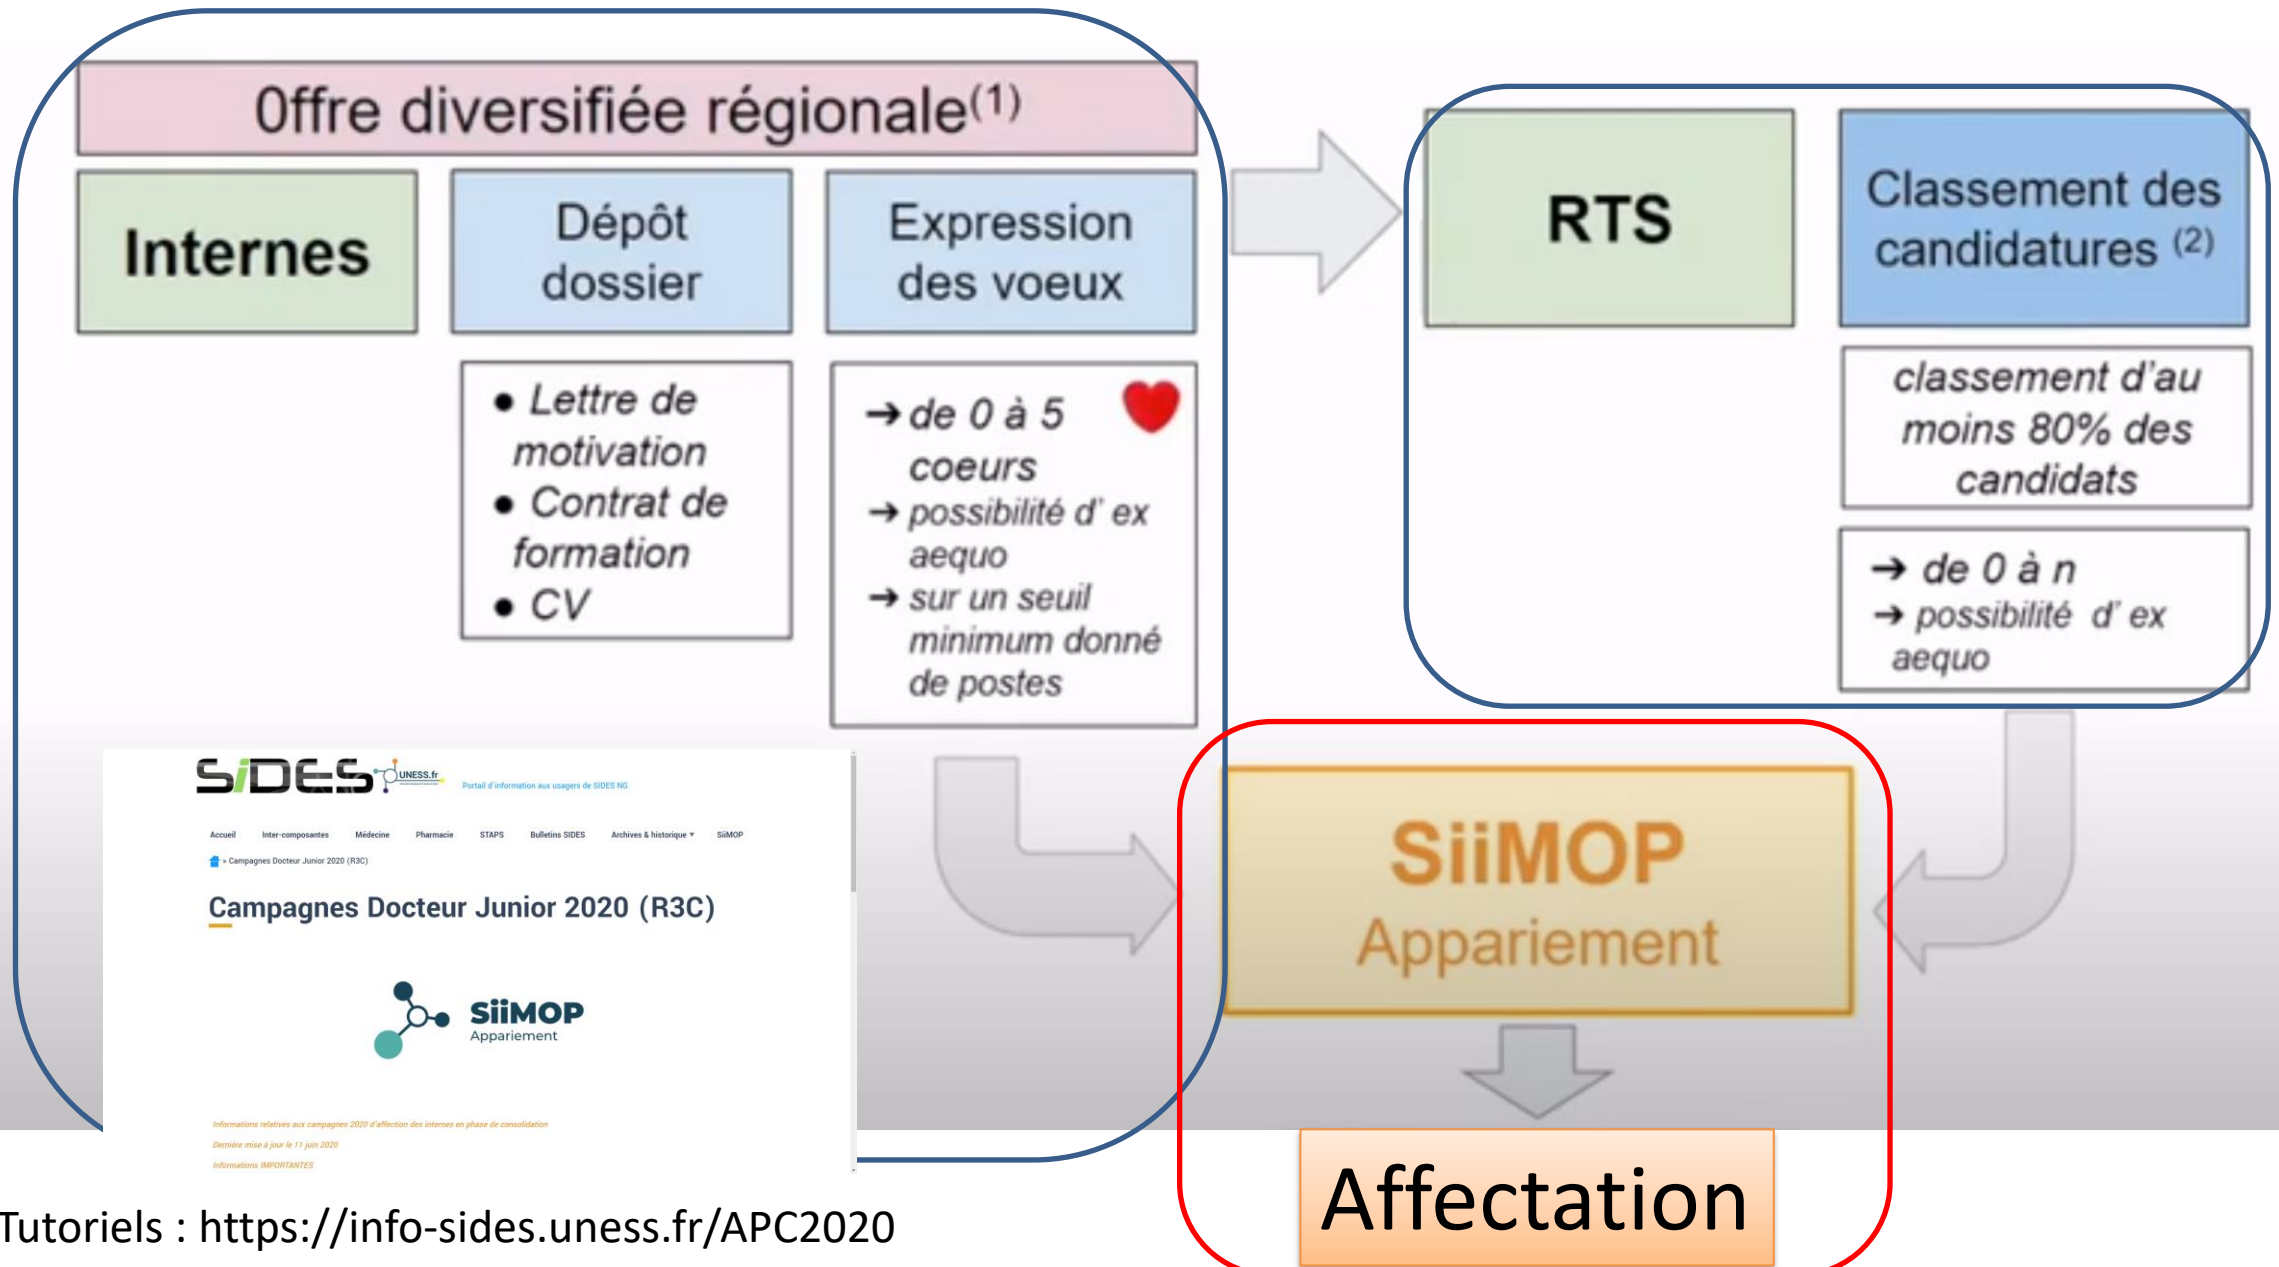 Offre diversifiée régionale(1)
Internes
Dépôt
dossier
Expression
des voeux
● Lettre de
motivation
● Contrat de
formation
● CV
➔ de 0 à 5
coeurs
➔ possibilité d' ex
aequo
➔ sur un seuil
minimum donné
de postes
RTS
Classement des
candidatures (2)
classement d'au
moins 80% des
candidats
➔ de 0 à n
➔ possibilité d' ex
aequo
SiDES UNESS.fr
Portail d'information aux usagers de SIDES NG
Accueil Inter-composantes Médecine Pharmacie STAPS Bulletins SIDES Archives & historique SiiMOP
> Campagnes Docteur Junior 2020 (R3C)
Campagnes Docteur Junior 2020 (R3C)
SiiMOP
Appariement
Informations relatives aux campagnes 2020 d'affection des internes en phase de consolidation
Dernière mise à jour le 11 juin 2020
Informations IMPORTANTES
SiiMOP
Appariement
Affectation
Tutoriels : https://info-sides.uness.fr/APC2020